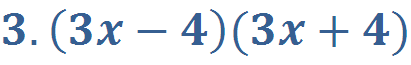 3. (3x − 4)(3x + 4)